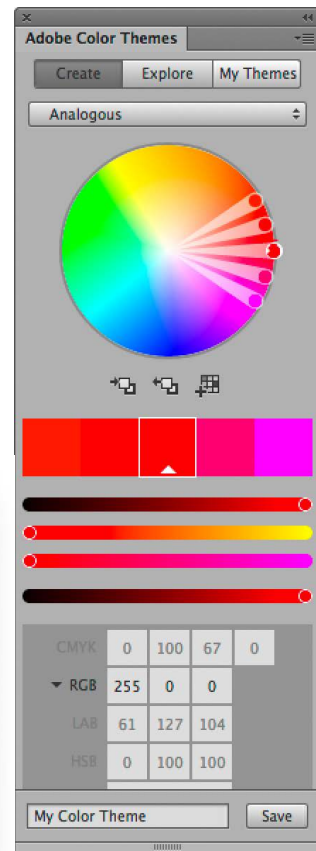 Adobe Color Themes
Create Explore My Themes
Analogous
CMYK 0 100 67 0
RGB 255 0 0
LAB 61 127 104
HSB 0 100 100
My Color Theme Save